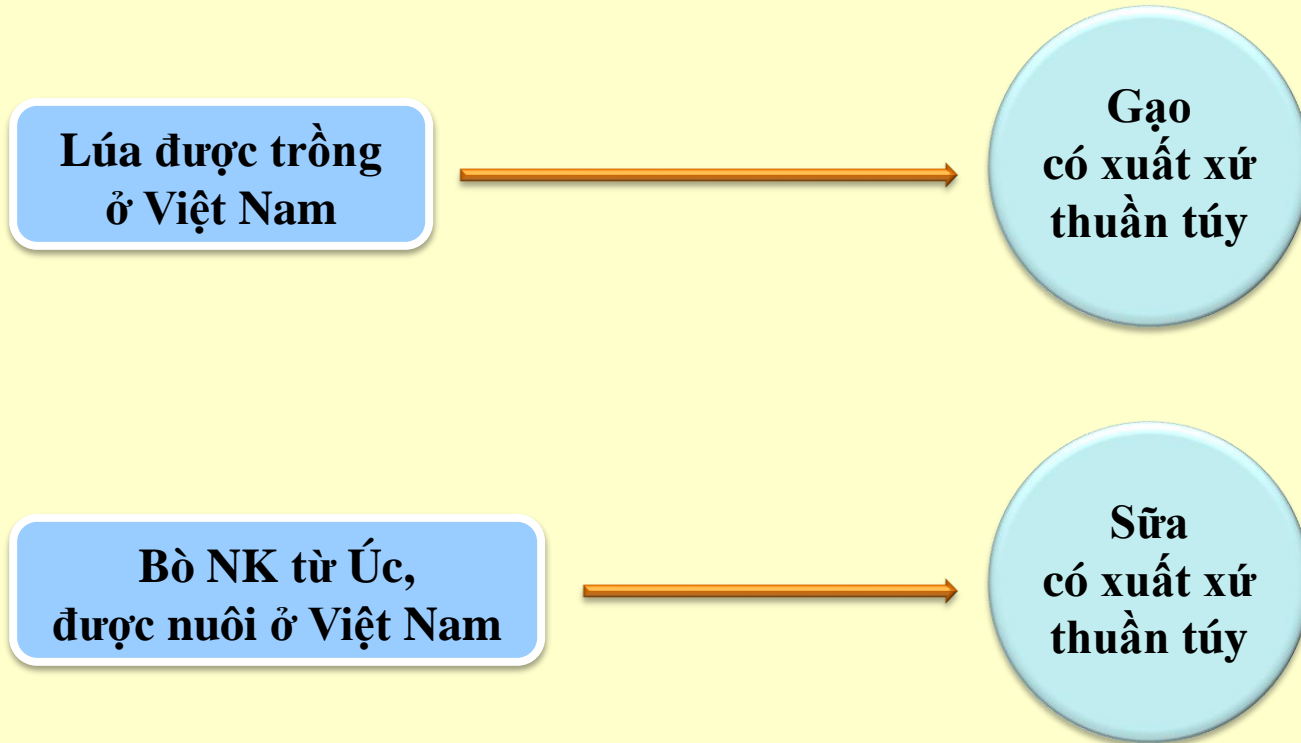 Lúa được trồng
ở Việt Nam
Gạo
có xuất xứ
thuần túy
Bò NK từ Úc,
được nuôi ở Việt Nam
Sữa
có xuất xứ
thuần túy